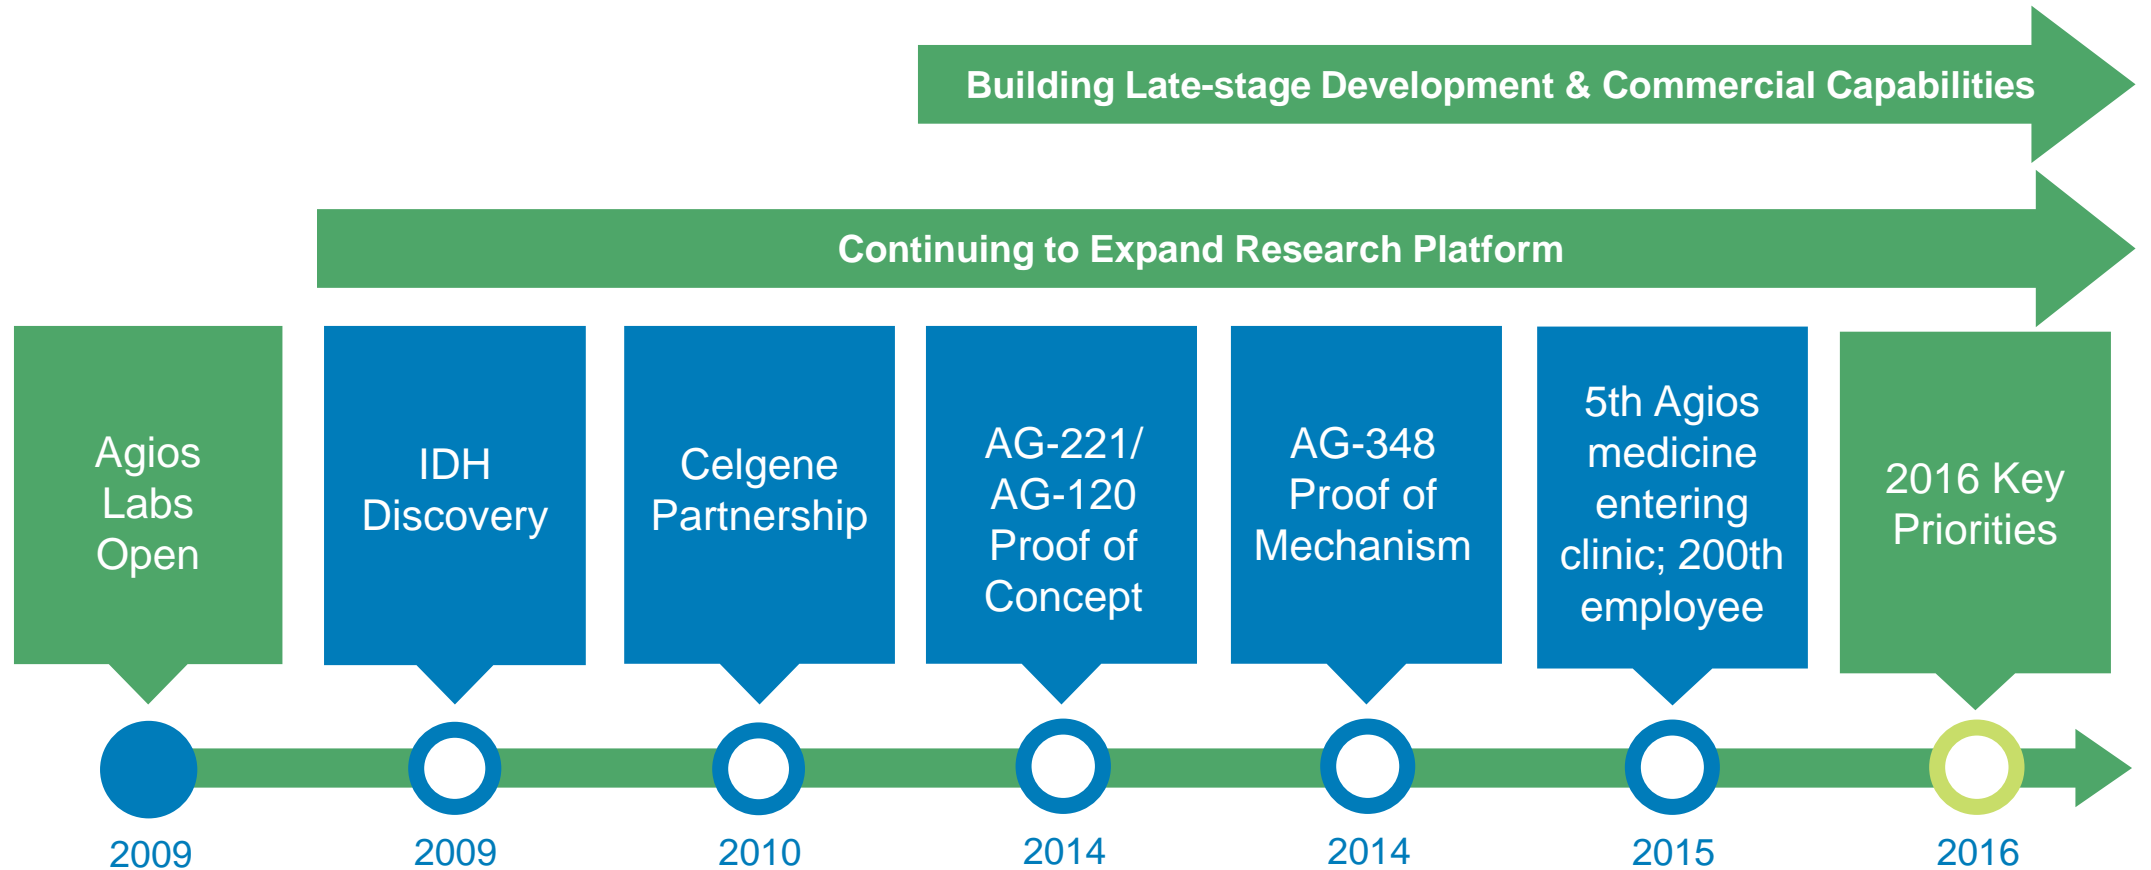 Building Late-stage Development & Commercial Capabilities
Continuing to Expand Research Platform
Agios
Labs
Open
IDH
Discovery
Celgene
Partnership
AG-221/
AG-120
Proof of
Concept
AG-348
Proof of
Mechanism
5th Agios
medicine
entering
clinic; 200th
employee
2016 Key
Priorities
2009
2009
2010
2014
2014
2015
2016